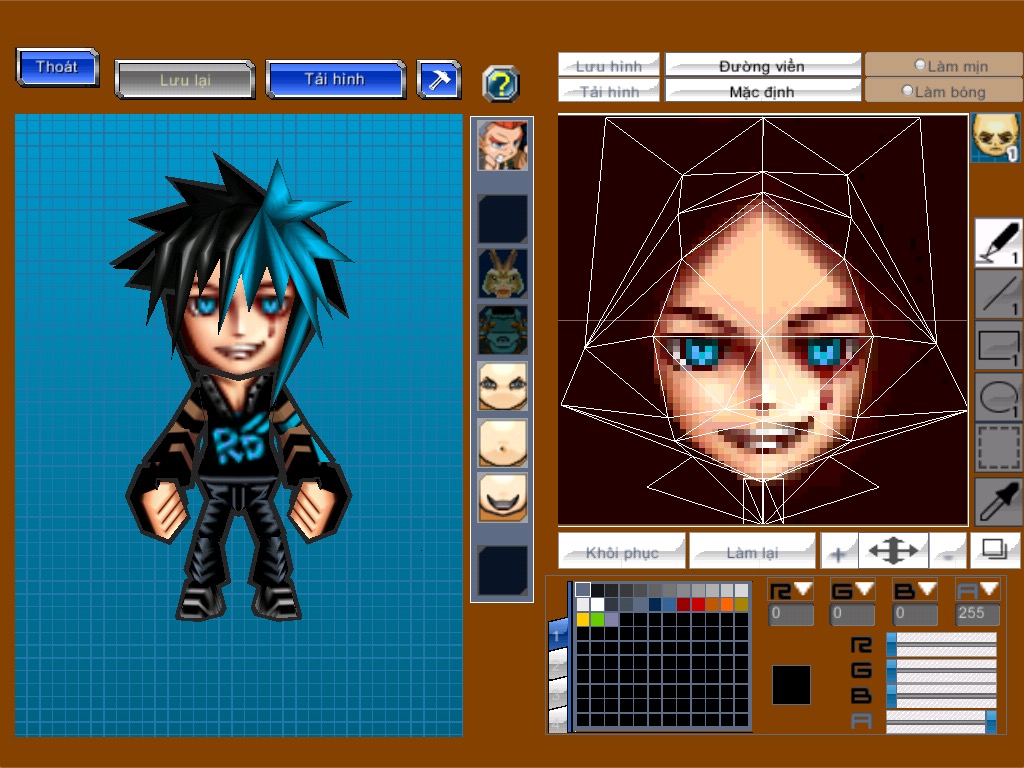 Thoát
Lưu lại
Tải hình
?
Lưu hình
Đường viền
Làm mịn
Tải hình
Mặc định
Làm bóng
0
1
1
1
1
RD
Khôi phục
Làm lại
+
-
R
G
B
A
0
0
0
255
1
R
G
B
A